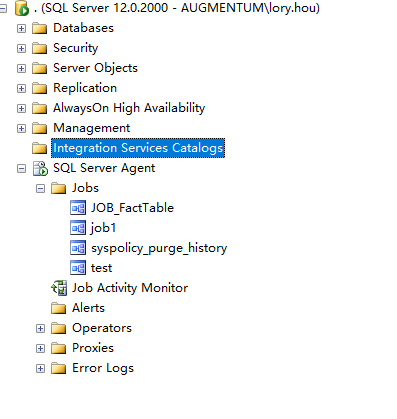 . (SQL Server 12.0.2000 - AUGMENTUM\lory.hou)
Databases
Security
Server Objects
Replication
AlwaysOn High Availability
Management
Integration Services Catalogs
SQL Server Agent
Jobs
JOB_FactTable
job1
syspolicy_purge_history
test
Job Activity Monitor
Alerts
Operators
Proxies
Error Logs